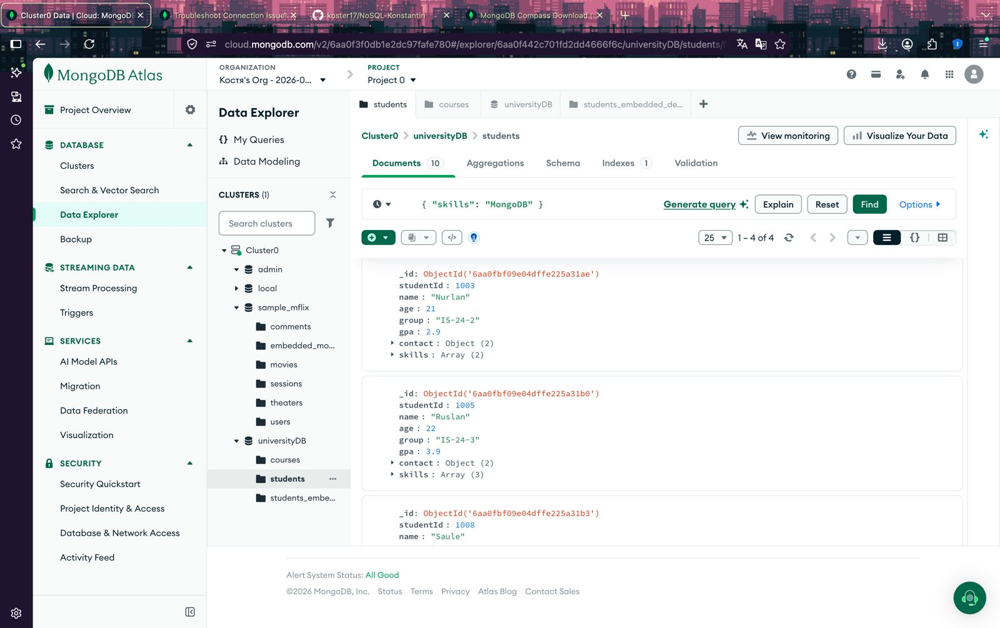 Cluster0 Data | Cloud: MongoDB
Troubleshoot Connection Issue
koster17/NoSQL-Konstantin
MongoDB Compass Download (
cloud.mongodb.com/v2/6aa0f3f0db1e2dc97fafe780#/explorer/6aa0f442c701fd2dd4666f6c/universityDB/students/f
MongoDB Atlas
ORGANIZATION
Костя's Org - 2026-0...
PROJECT
Project 0
Project Overview
DATABASE
Clusters
Search & Vector Search
Data Explorer
Backup
STREAMING DATA
Stream Processing
Triggers
SERVICES
AI Model APIs
Migration
Data Federation
Visualization
SECURITY
Security Quickstart
Project Identity & Access
Database & Network Access
Activity Feed
Data Explorer
{} My Queries
Data Modeling
CLUSTERS (1)
Search clusters
Cluster0
admin
local
sample_mflix
comments
embedded_mo...
movies
sessions
theaters
users
universityDB
courses
students
students_embe...
students
courses
universityDB
students_embedded_de...
Cluster0 > universityDB > students
View monitoring
Visualize Your Data
Documents 10
Aggregations
Schema
Indexes 1
Validation
{ "skills": "MongoDB" }
Generate query
Explain
Reset
Find
Options
25
1 – 4 of 4
_id: ObjectId('6aa0fbf09e04dffe225a31ae')
studentId : 1003
name : "Nurlan"
age : 21
group : "IS-24-2"
gpa : 2.9
contact : Object (2)
skills : Array (2)
_id: ObjectId('6aa0fbf09e04dffe225a31b0')
studentId : 1005
name : "Ruslan"
age : 22
group : "IS-24-3"
gpa : 3.9
contact : Object (2)
skills : Array (3)
_id: ObjectId('6aa0fbf09e04dffe225a31b3')
studentId : 1008
name : "Saule"
Alert System Status: All Good
©2026 MongoDB, Inc. Status Terms Privacy Atlas Blog Contact Sales